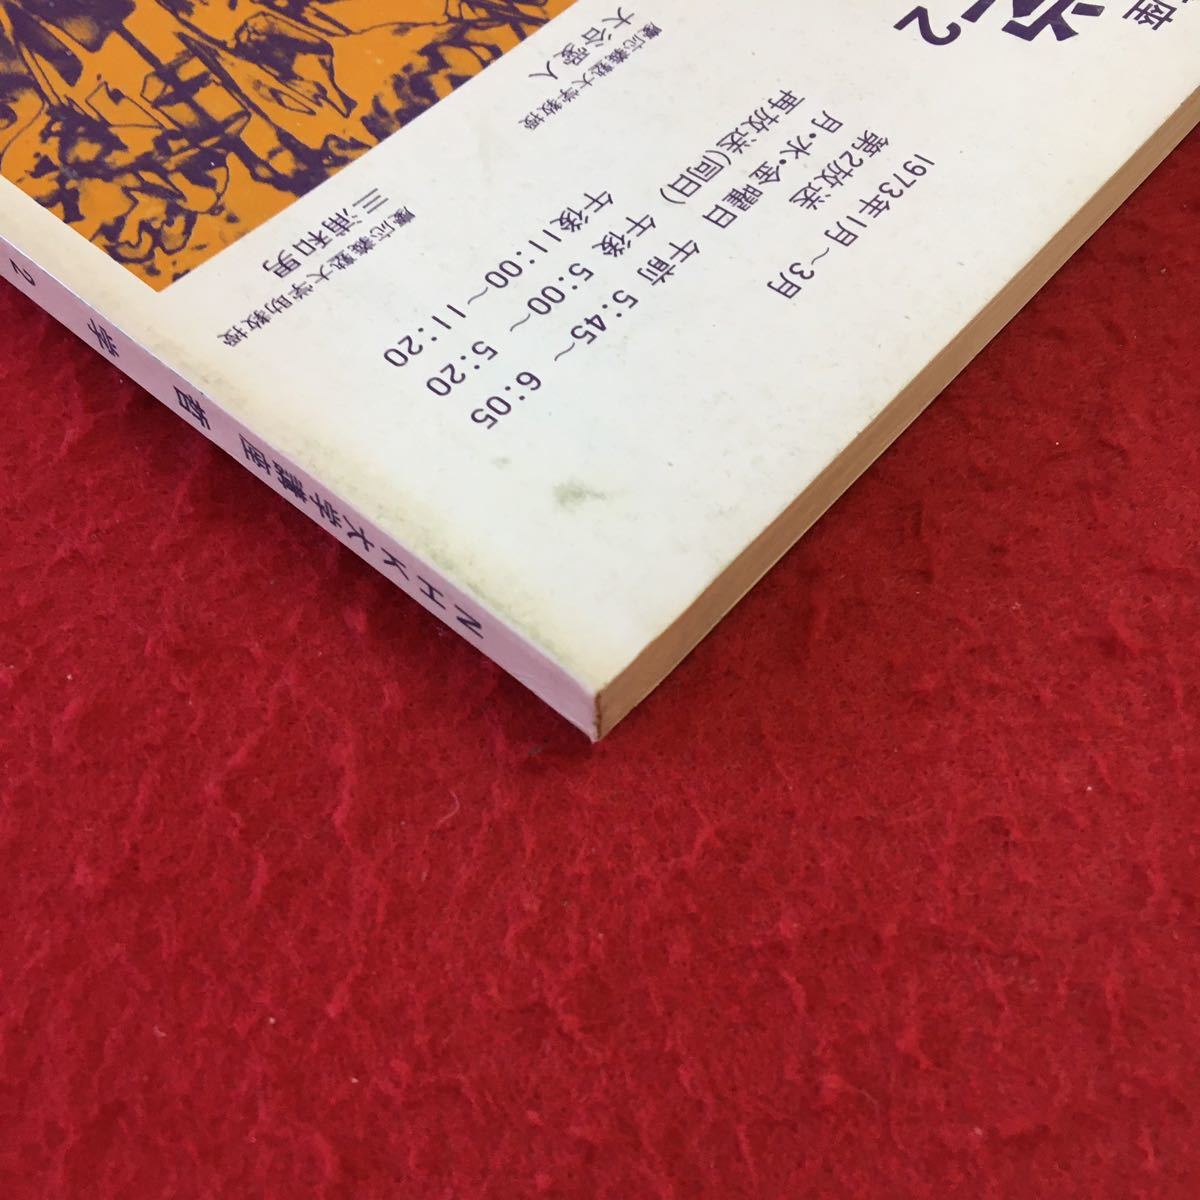 座
学 2
1973年1月～3月
第2放送
月・水・金曜日 午前 5:45～ 6:05
再放送(同日) 午後 5:00～ 5:20
午後11:00～11:20
慶応義塾大学教授
大谷愛人
慶応義塾大学助教授
三浦和男
NHK大学講座 哲 学 2